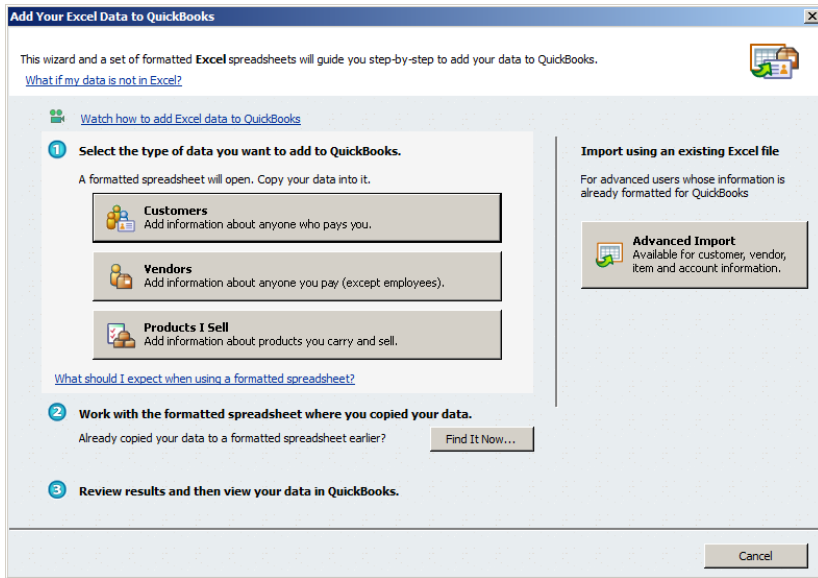 Add Your Excel Data to QuickBooks
This wizard and a set of formatted Excel spreadsheets will guide you step-by-step to add your data to QuickBooks.
What if my data is not in Excel?
Watch how to add Excel data to QuickBooks
1 Select the type of data you want to add to QuickBooks.
A formatted spreadsheet will open. Copy your data into it.
Customers
Add information about anyone who pays you.
Vendors
Add information about anyone you pay (except employees).
Products I Sell
Add information about products you carry and sell.
What should I expect when using a formatted spreadsheet?
Import using an existing Excel file
For advanced users whose information is
already formatted for QuickBooks
Advanced Import
Available for customer, vendor,
item and account information.
2 Work with the formatted spreadsheet where you copied your data.
Already copied your data to a formatted spreadsheet earlier?
Find It Now...
3 Review results and then view your data in QuickBooks.
Cancel